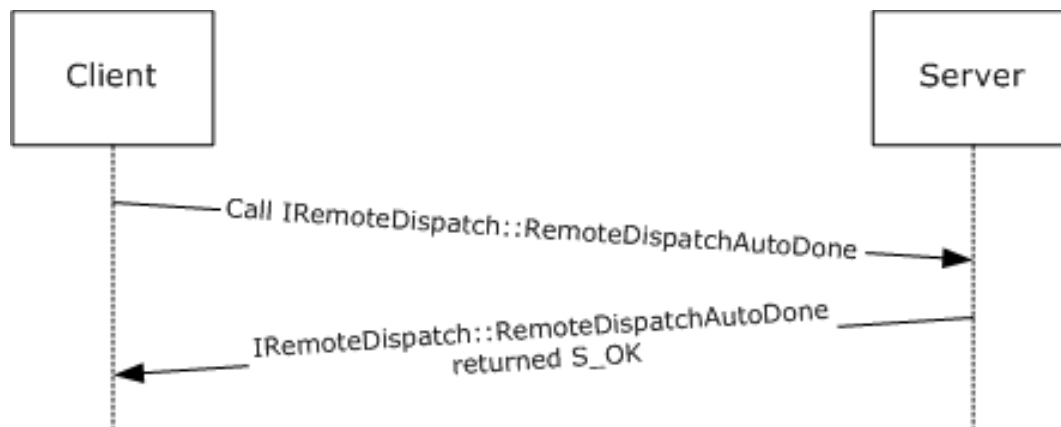 Client
Server
Call IRemoteDispatch::RemoteDispatchAutoDone
IRemoteDispatch::RemoteDispatchAutoDone
returned S_OK